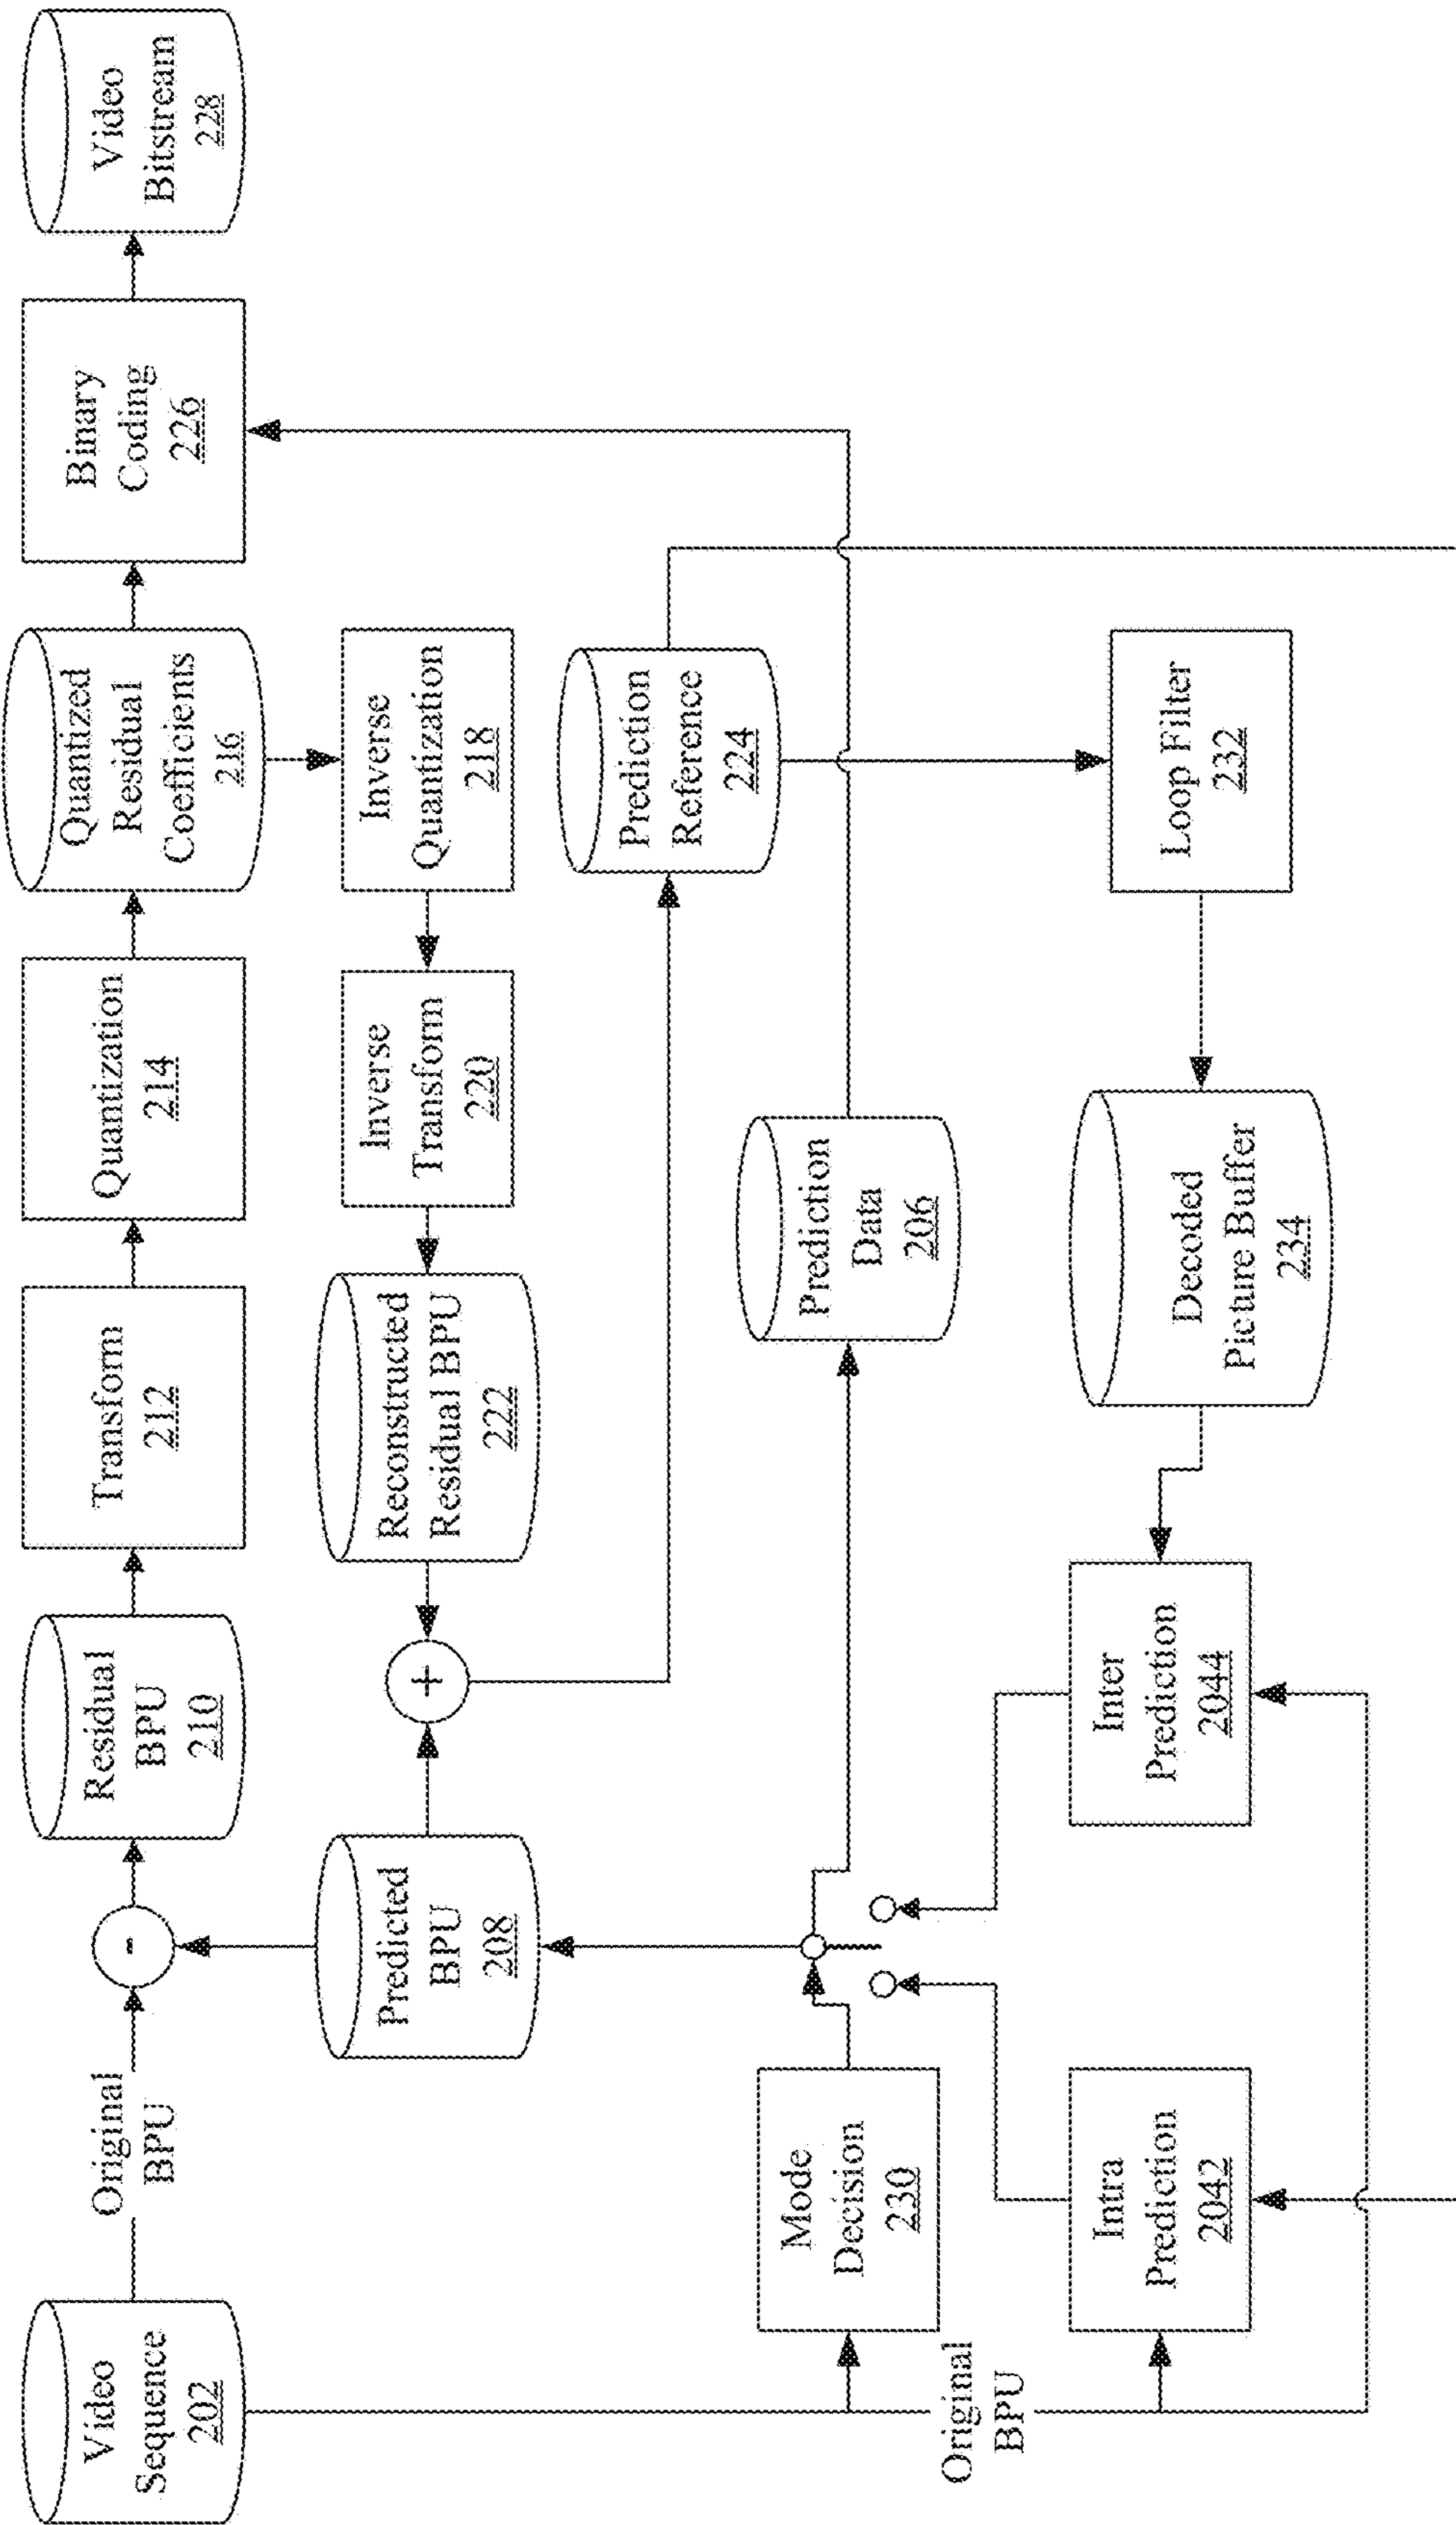 Video
Sequence
202
Original
BPU
-
Residual
BPU
210
Transform
212
Quantization
214
Quantized
Residual
Coefficients
216
Binary
Coding
226
Video
Bitstream
228
Predicted
BPU
208
+
Reconstructed
Residual BPU
222
Inverse
Transform
220
Inverse
Quantization
218
Prediction
Reference
224
Mode
Decision
230
Prediction
Data
206
Original
BPU
Intra
Prediction
2042
Inter
Prediction
2044
Decoded
Picture Buffer
234
Loop Filter
232